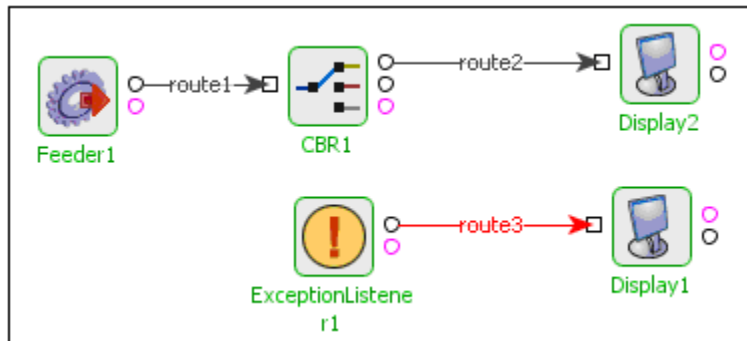 route1
route2
Feeder1
CBR1
Display2
route3
ExceptionListene
r1
Display1